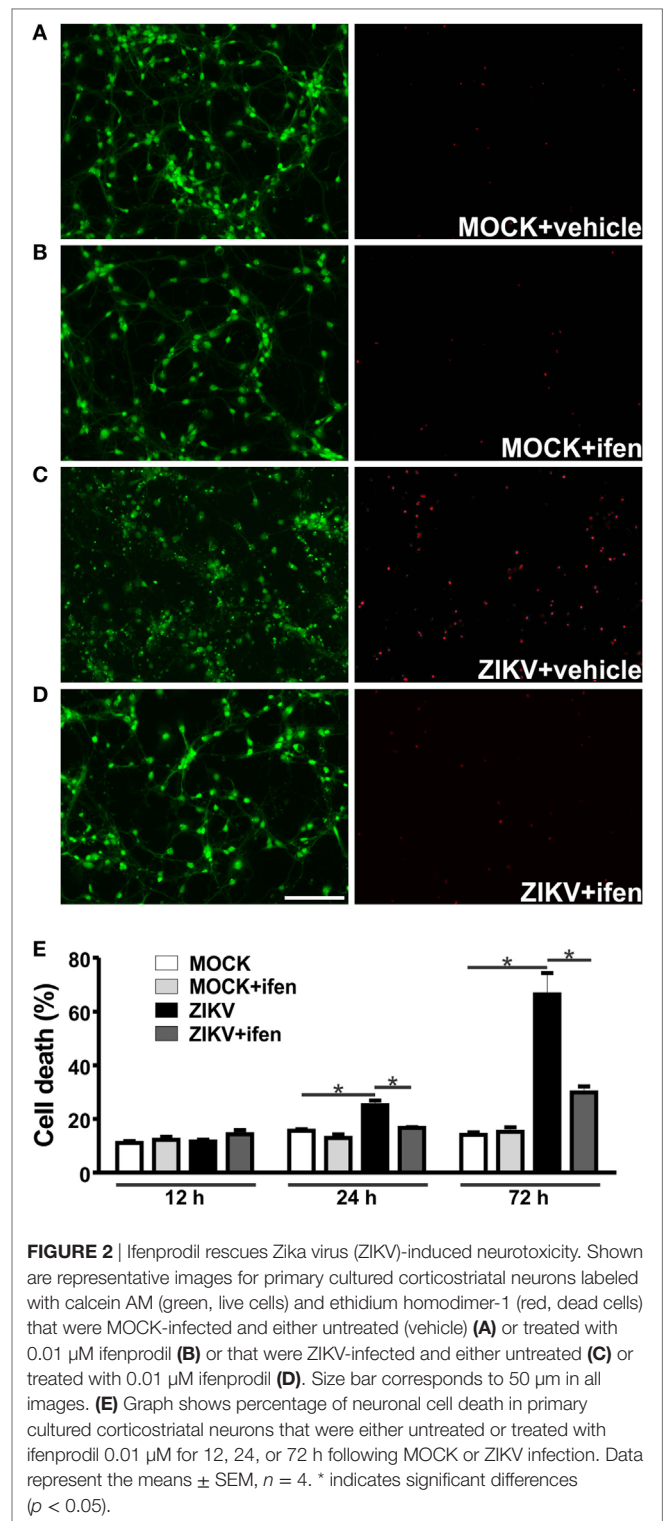 A
MOCK+vehicle
B
MOCK+ifen
C
ZIKV+vehicle
D
ZIKV+ifen
E
80
60
40
20
0
Cell death (%)
MOCK
MOCK+ifen
ZIKV
ZIKV+ifen
* *
* *
12 h 24 h 72 h
FIGURE 2 | Ifenprodil rescues Zika virus (ZIKV)-induced neurotoxicity. Shown
are representative images for primary cultured corticostriatal neurons labeled
with calcein AM (green, live cells) and ethidium homodimer-1 (red, dead cells)
that were MOCK-infected and either untreated (vehicle) (A) or treated with
0.01 µM ifenprodil (B) or that were ZIKV-infected and either untreated (C) or
treated with 0.01 µM ifenprodil (D). Size bar corresponds to 50 µm in all
images. (E) Graph shows percentage of neuronal cell death in primary
cultured corticostriatal neurons that were either untreated or treated with
ifenprodil 0.01 µM for 12, 24, or 72 h following MOCK or ZIKV infection. Data
represent the means ± SEM, n = 4. * indicates significant differences
(p < 0.05).